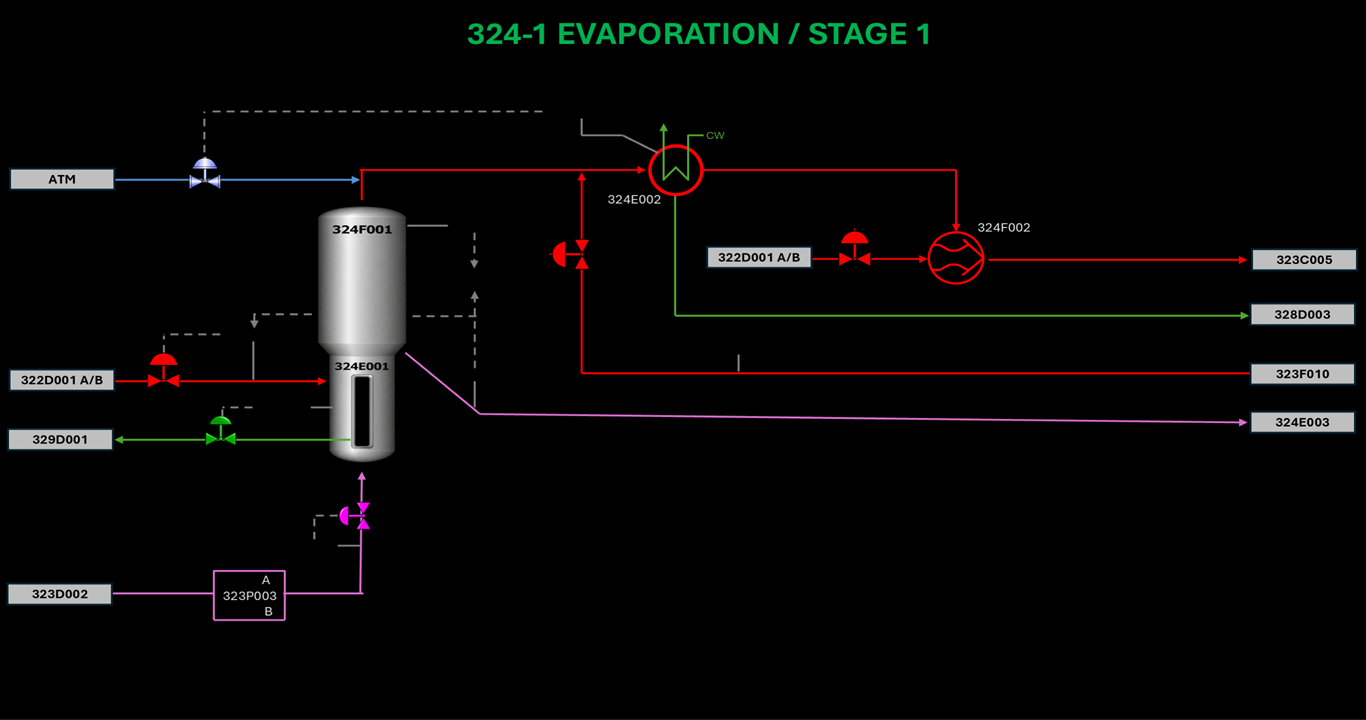 324-1 EVAPORATION / STAGE 1
CW
ATM
324E002
324F001
324F002
322D001 A/B
323C005
328D003
324E001
323F010
322D001 A/B
324E003
329D001
A
323P003
B
323D002